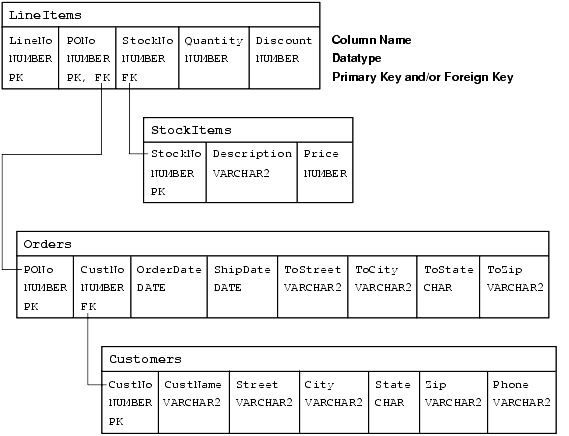 LineItems
LineNo PONo StockNo Quantity Discount Column Name
NUMBER NUMBER NUMBER NUMBER NUMBER Datatype
PK PK, FK FK Primary Key and/or Foreign Key
StockItems
StockNo Description Price
NUMBER VARCHAR2 NUMBER
PK
Orders
PONo CustNo OrderDate ShipDate ToStreet ToCity ToState ToZip
NUMBER NUMBER DATE DATE VARCHAR2 VARCHAR2 CHAR VARCHAR2
PK FK
Customers
CustNo CustName Street City State Zip Phone
NUMBER VARCHAR2 VARCHAR2 VARCHAR2 CHAR VARCHAR2 VARCHAR2
PK